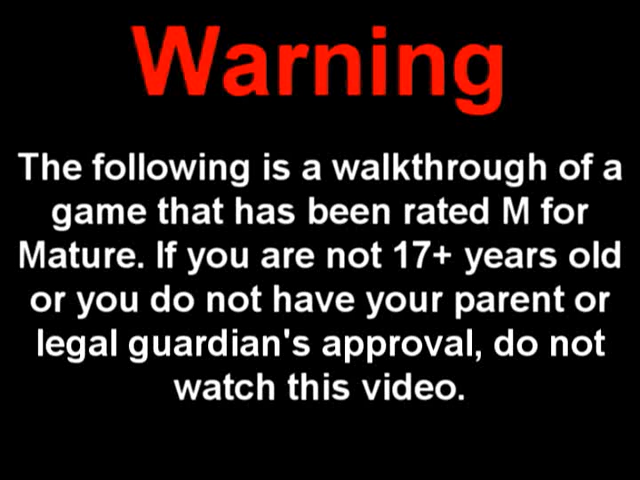 Warning
The following is a walkthrough of a
game that has been rated M for
Mature. If you are not 17+ years old
or you do not have your parent or
legal guardian's approval, do not
watch this video.